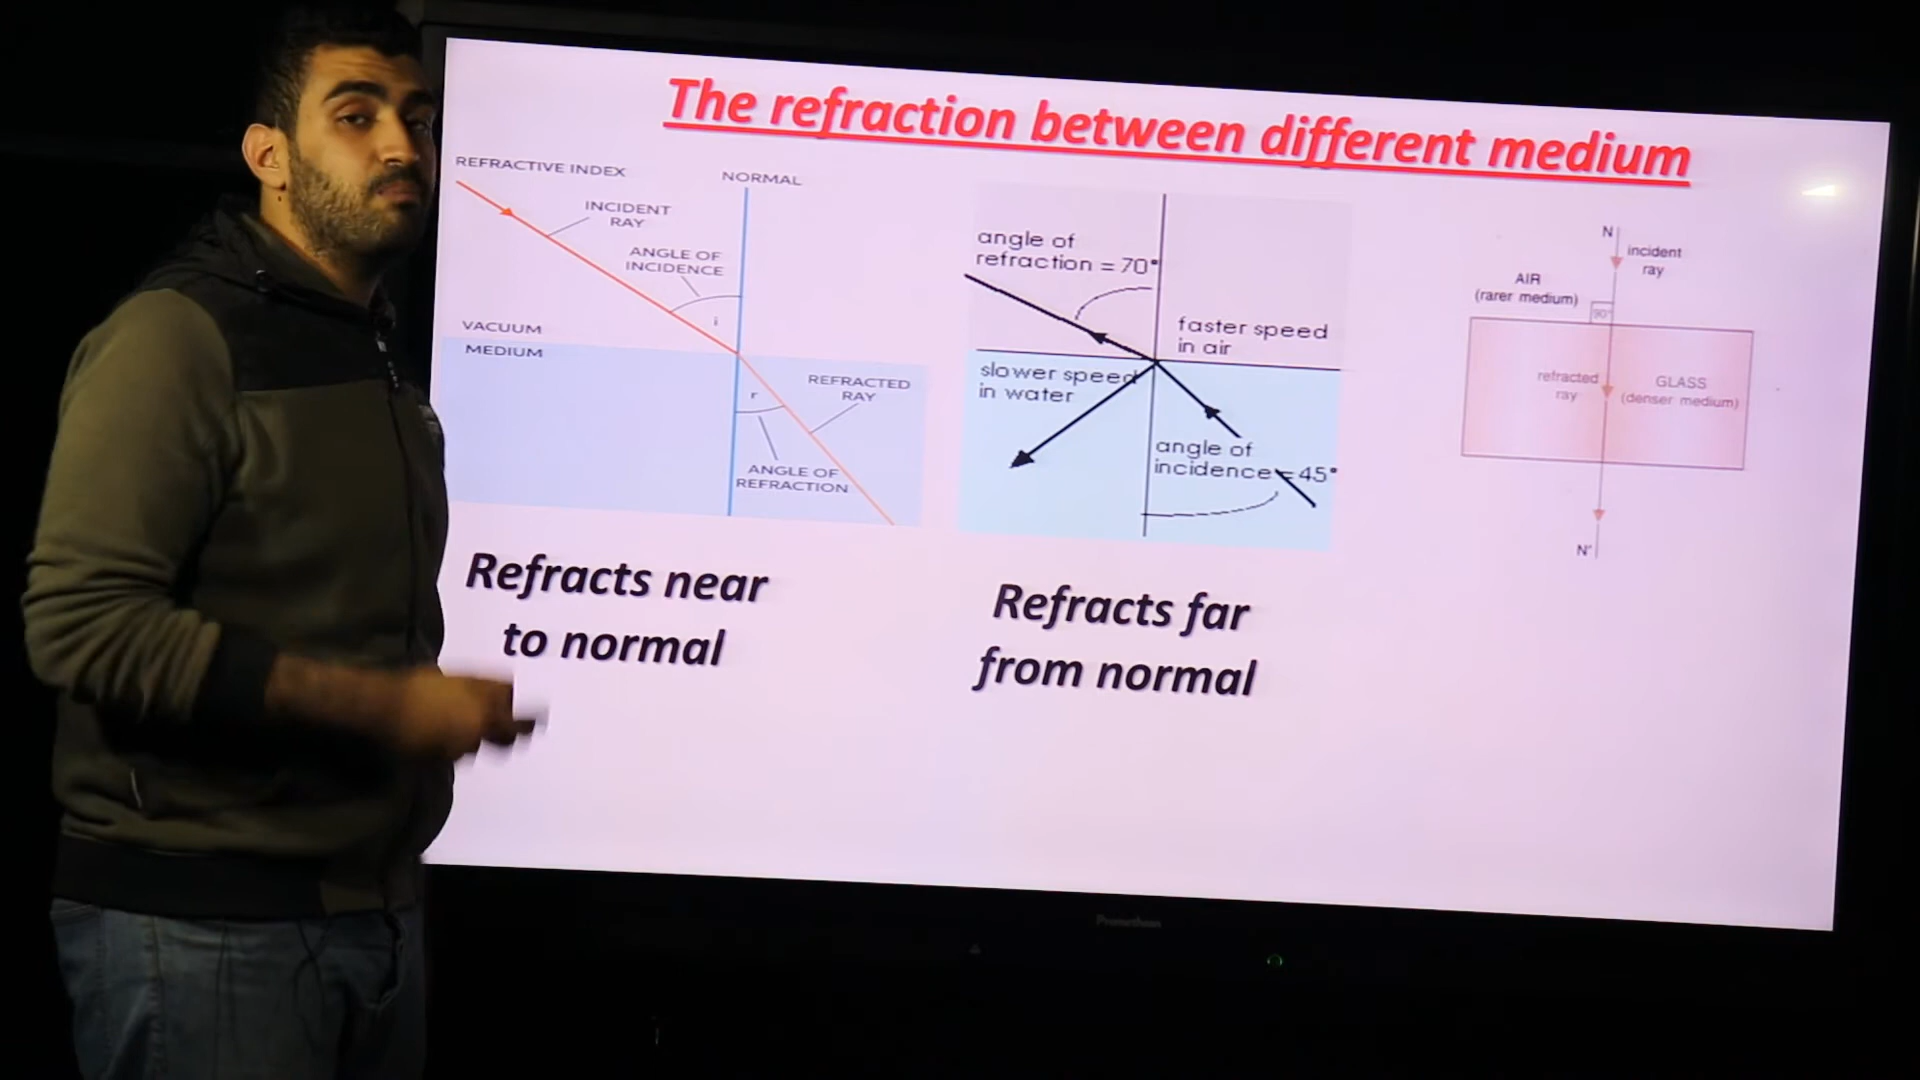 The refraction between different medium
REFRACTIVE INDEX
NORMAL
INCIDENT
RAY
ANGLE OF
INCIDENCE
i
VACUUM
MEDIUM
r
REFRACTED
RAY
ANGLE OF
REFRACTION
Refracts near
to normal
angle of
refraction = 70°
faster speed
in air
slower speed
in water
angle of
incidence = 45°
Refracts far
from normal
N
incident
ray
AIR
(rarer medium)
90°
refracted
ray
GLASS
(denser medium)
N'
Promethean